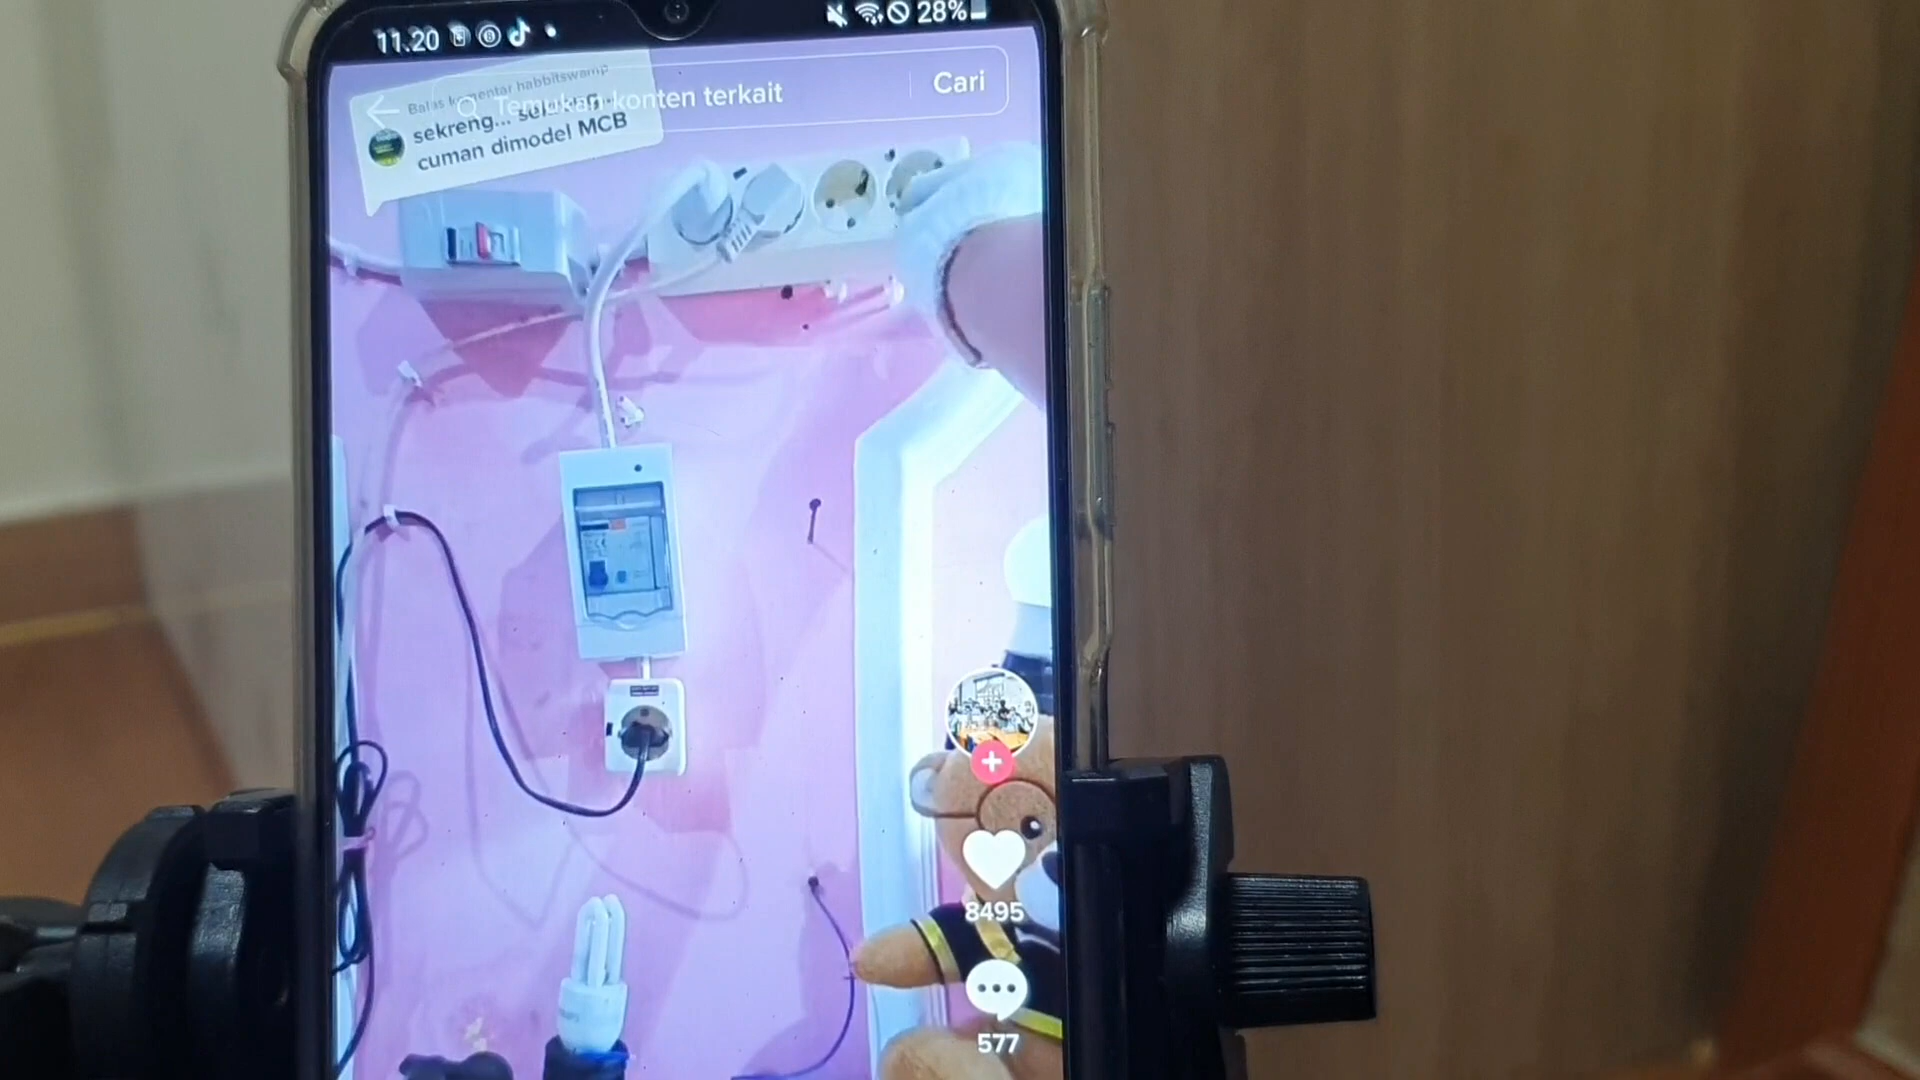 11.20
28%
Balas komentar habbitswamp
Temukan konten terkait
Cari
sekreng...
cuman dimodel MCB
8495
577